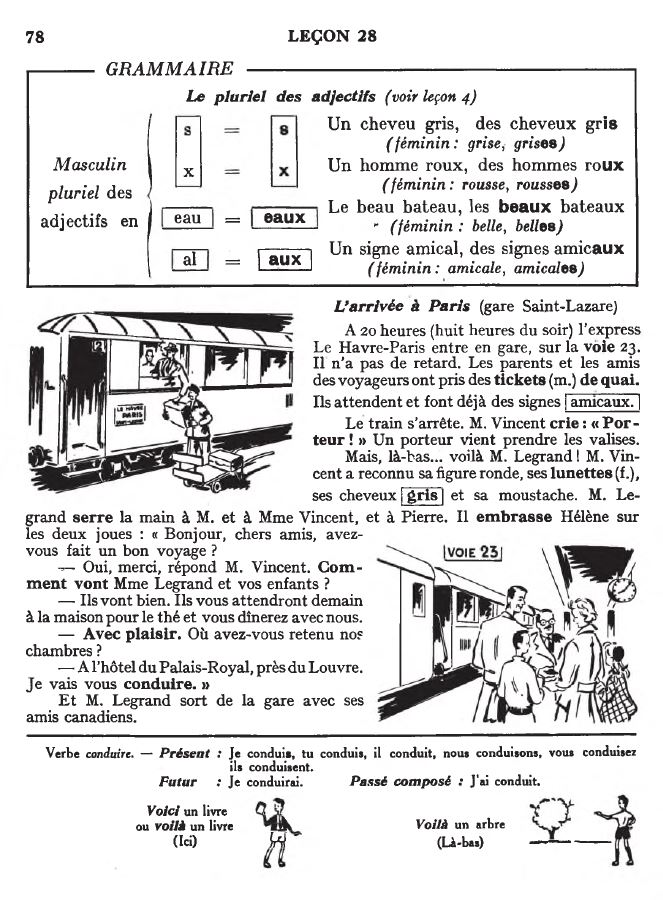 78
LEÇON 28
GRAMMAIRE
Le pluriel des adjectifs (voir leçon 4)
Masculin
pluriel des
adjectifs en
s = s
Un cheveu gris, des cheveux gris
(féminin : grise, grises)
x = x
Un homme roux, des hommes roux
(féminin : rousse, rousses)
eau = eaux
Le beau bateau, les beaux bateaux
(féminin : belle, belles)
al = aux
Un signe amical, des signes amicaux
(féminin : amicale, amicales)
L'arrivée à Paris (gare Saint-Lazare)
A 20 heures (huit heures du soir) l'express
Le Havre-Paris entre en gare, sur la voie 23.
Il n'a pas de retard. Les parents et les amis
des voyageurs ont pris des tickets (m.) de quai.
Ils attendent et font déjà des signes amicaux.
Le train s'arrête. M. Vincent crie : « Por-
teur ! » Un porteur vient prendre les valises.
Mais, là-bas... voilà M. Legrand ! M. Vin-
cent a reconnu sa figure ronde, ses lunettes (f.),
ses cheveux gris et sa moustache. M. Le-
grand serre la main à M. et à Mme Vincent, et à Pierre. Il embrasse Hélène sur
les deux joues : « Bonjour, chers amis, avez-
vous fait un bon voyage ?
— Oui, merci, répond M. Vincent. Com-
ment vont Mme Legrand et vos enfants ?
— Ils vont bien. Ils vous attendront demain
à la maison pour le thé et vous dînerez avec nous.
— Avec plaisir. Où avez-vous retenu nos
chambres ?
— A l'hôtel du Palais-Royal, près du Louvre.
Je vais vous conduire. »
Et M. Legrand sort de la gare avec ses
amis canadiens.
2
LE HAVRE
PARIS
SAINT-LAZARE
VOIE 23
Verbe conduire. — Présent : Je conduis, tu conduis, il conduit, nous conduisons, vous conduisez
ils conduisent.
Futur : Je conduirai. Passé composé : J'ai conduit.
Voici un livre
ou voilà un livre
(Ici)
Voilà un arbre
(Là-bas)